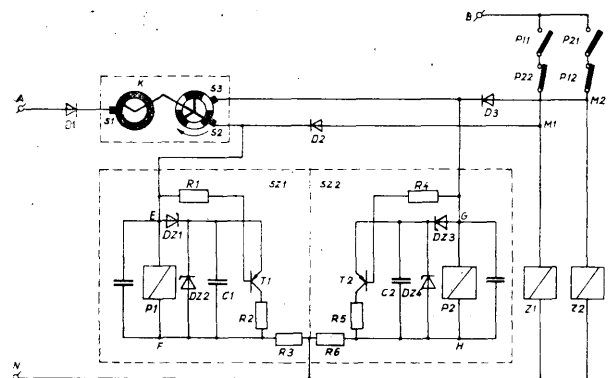 B
P11
P21
P22
P12
K
S3
A
D1
S1
S2
D2
D3
M2
M1
R1
SZ1
SZ2
R4
E
DZ1
DZ3
G
P1
DZ2
C1
T1
T2
C2
DZ4
P2
Z1
Z2
R2
R5
F
R3
R6
H
N